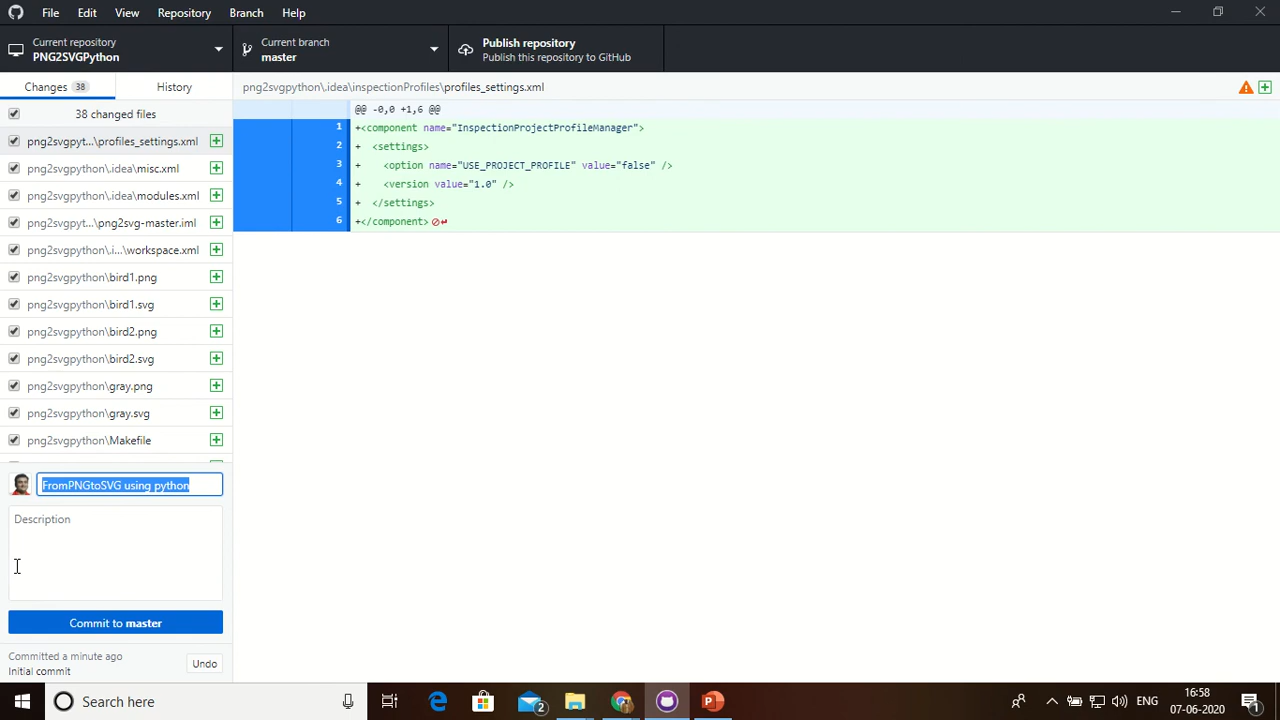 File Edit View Repository Branch Help
Current repository
PNG2SVGPython
Current branch
master
Publish repository
Publish this repository to GitHub
Changes 38 History
png2svgpython\.idea\inspectionProfiles\profiles_settings.xml
38 changed files
png2svgpyt...\profiles_settings.xml
png2svgpython\.idea\misc.xml
png2svgpython\.idea\modules.xml
png2svgpy...\png2svg-master.iml
png2svgpython\.i...\workspace.xml
png2svgpython\bird1.png
png2svgpython\bird1.svg
png2svgpython\bird2.png
png2svgpython\bird2.svg
png2svgpython\gray.png
png2svgpython\gray.svg
png2svgpython\Makefile
@@ -0,0 +1,6 @@
1 +<component name="InspectionProjectProfileManager">
2 + <settings>
3 + <option name="USE_PROJECT_PROFILE" value="false" />
4 + <version value="1.0" />
5 + </settings>
6 +</component>
FromPNGtoSVG using python
Description
Commit to master
Committed a minute ago
Initial commit
Undo
Search here
2
ENG
16:58
07-06-2020
1